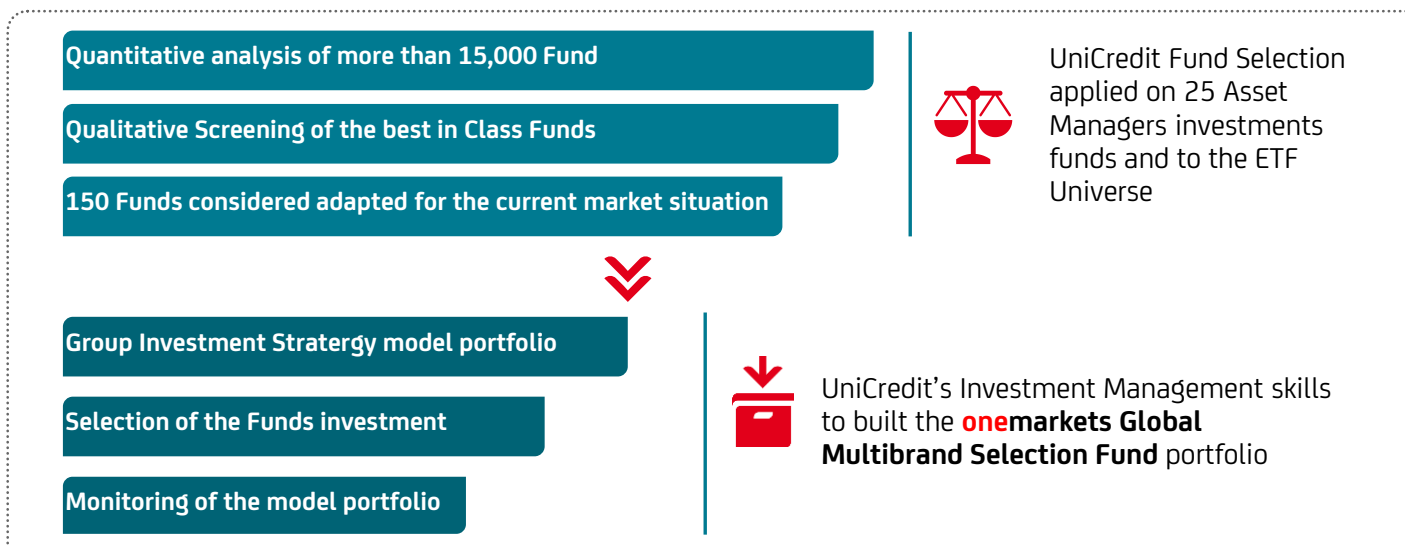 Quantitative analysis of more than 15,000 Fund
Qualitative Screening of the best in Class Funds
150 Funds considered adapted for the current market situation
UniCredit Fund Selection
applied on 25 Asset
Managers investments
funds and to the ETF
Universe
Group Investment Stratergy model portfolio
Selection of the Funds investment
Monitoring of the model portfolio
UniCredit’s Investment Management skills
to built the onemarkets Global
Multibrand Selection Fund portfolio